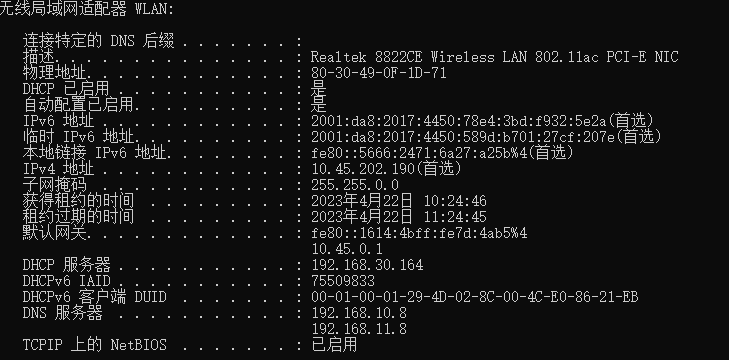 无线局域网适配器 WLAN:
连接特定的 DNS 后缀 . . . . . . . :
描述. . . . . . . . . . . . . . . : Realtek 8822CE Wireless LAN 802.11ac PCI-E NIC
物理地址. . . . . . . . . . . . . : 80-30-49-0F-1D-71
DHCP 已启用 . . . . . . . . . . . : 是
自动配置已启用. . . . . . . . . . : 是
IPv6 地址 . . . . . . . . . . . . : 2001:da8:2017:4450:78e4:3bd:f932:5e2a(首选)
临时 IPv6 地址. . . . . . . . . . : 2001:da8:2017:4450:589d:b701:27cf:207e(首选)
本地链接 IPv6 地址. . . . . . . . : fe80::5666:2471:6a27:a25b%4(首选)
IPv4 地址 . . . . . . . . . . . . : 10.45.202.190(首选)
子网掩码 . . . . . . . . . . . . : 255.255.0.0
获得租约的时间 . . . . . . . . . : 2023年4月22日 10:24:46
租约过期的时间 . . . . . . . . . : 2023年4月22日 11:24:45
默认网关. . . . . . . . . . . . . : fe80::1614:4bff:fe7d:4ab5%4
10.45.0.1
DHCP 服务器 . . . . . . . . . . . : 192.168.30.164
DHCPv6 IAID . . . . . . . . . . . : 75509833
DHCPv6 客户端 DUID . . . . . . . : 00-01-00-01-29-4D-02-8C-00-4C-E0-86-21-EB
DNS 服务器 . . . . . . . . . . . : 192.168.10.8
192.168.11.8
TCPIP 上的 NetBIOS . . . . . . . : 已启用